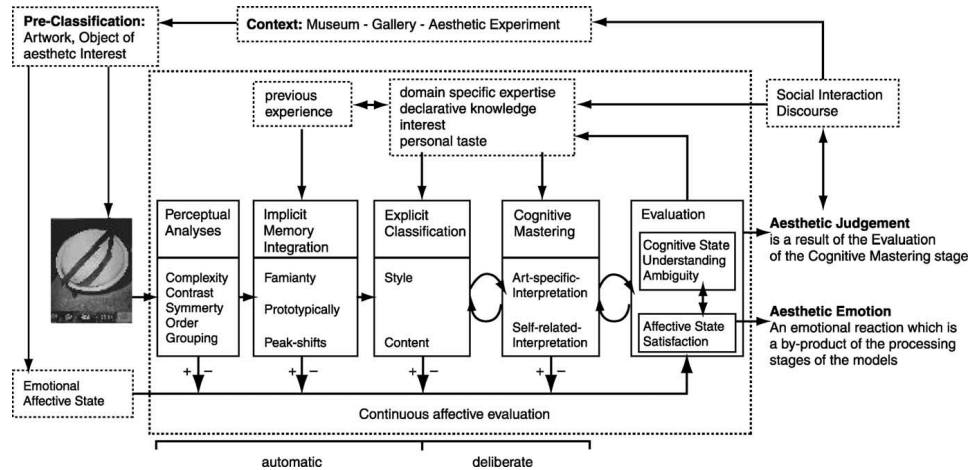 Pre-Classification:
Artwork, Object of
aesthetc Interest
Context: Museum - Gallery - Aesthetic Experiment
previous
experience
domain specific expertise
declarative knowledge
interest
personal taste
Social Interaction
Discourse
Perceptual
Analyses
Complexity
Contrast
Symmerty
Order
Grouping
Implicit
Memory
Integration
Famianty
Prototypically
Peak-shifts
Explicit
Classification
Style
Content
Cognitive
Mastering
Art-specific-
Interpretation
Self-related-
Interpretation
Evaluation
Cognitive State
Understanding
Ambiguity
Affective State
Satisfaction
Aesthetic Judgement
is a result of the Evaluation
of the Cognitive Mastering stage
Aesthetic Emotion
An emotional reaction which is
a by-product of the processing
stages of the models
Emotional
Affective State
+ −
+ −
+ −
+ −
Continuous affective evaluation
automatic
deliberate